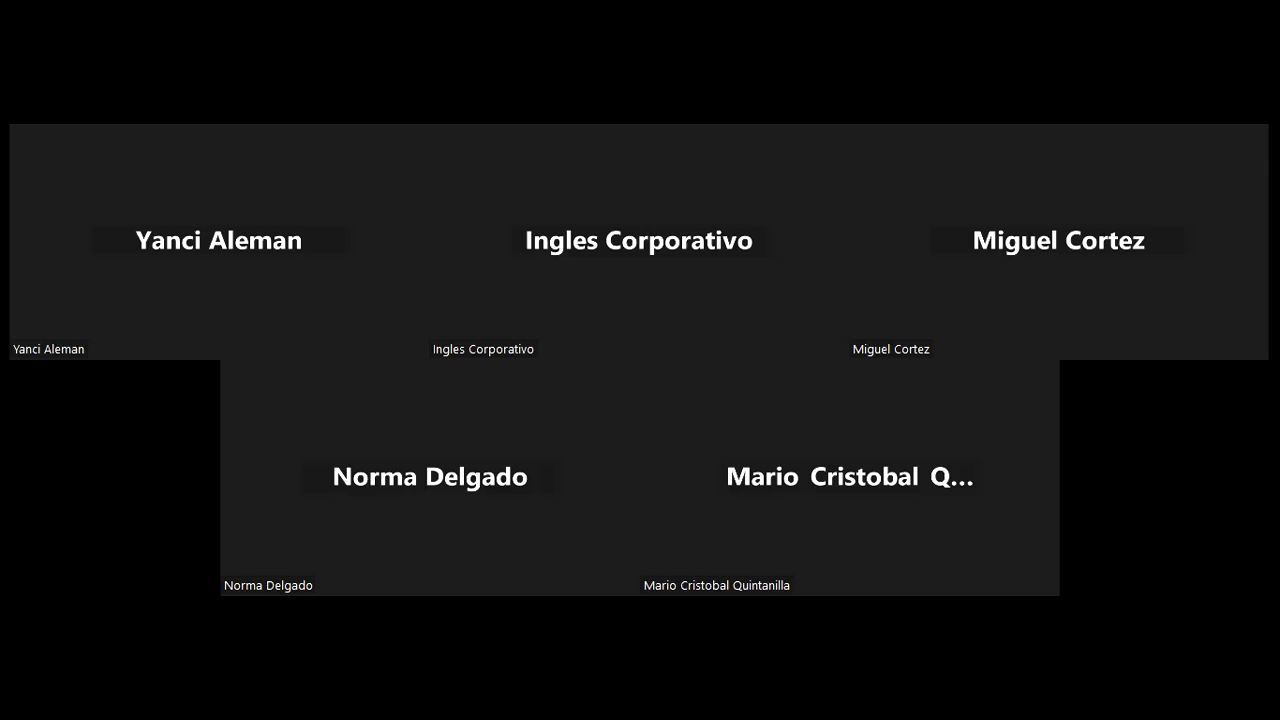 Yanci Aleman
Ingles Corporativo
Miguel Cortez
Yanci Aleman
Ingles Corporativo
Miguel Cortez
Norma Delgado
Mario Cristobal Q...
Norma Delgado
Mario Cristobal Quintanilla